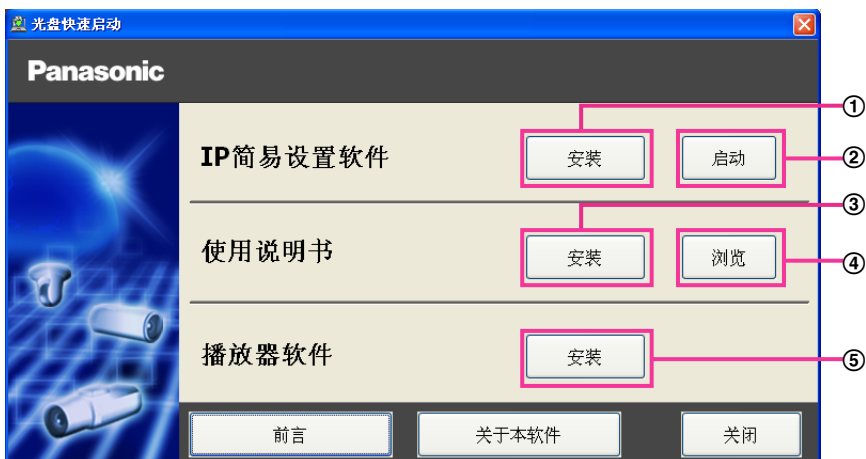 光盘快速启动
Panasonic
IP简易设置软件 安装 启动
使用说明书 安装 浏览
播放器软件 安装
前言 关于本软件 关闭
①
②
③
④
⑤